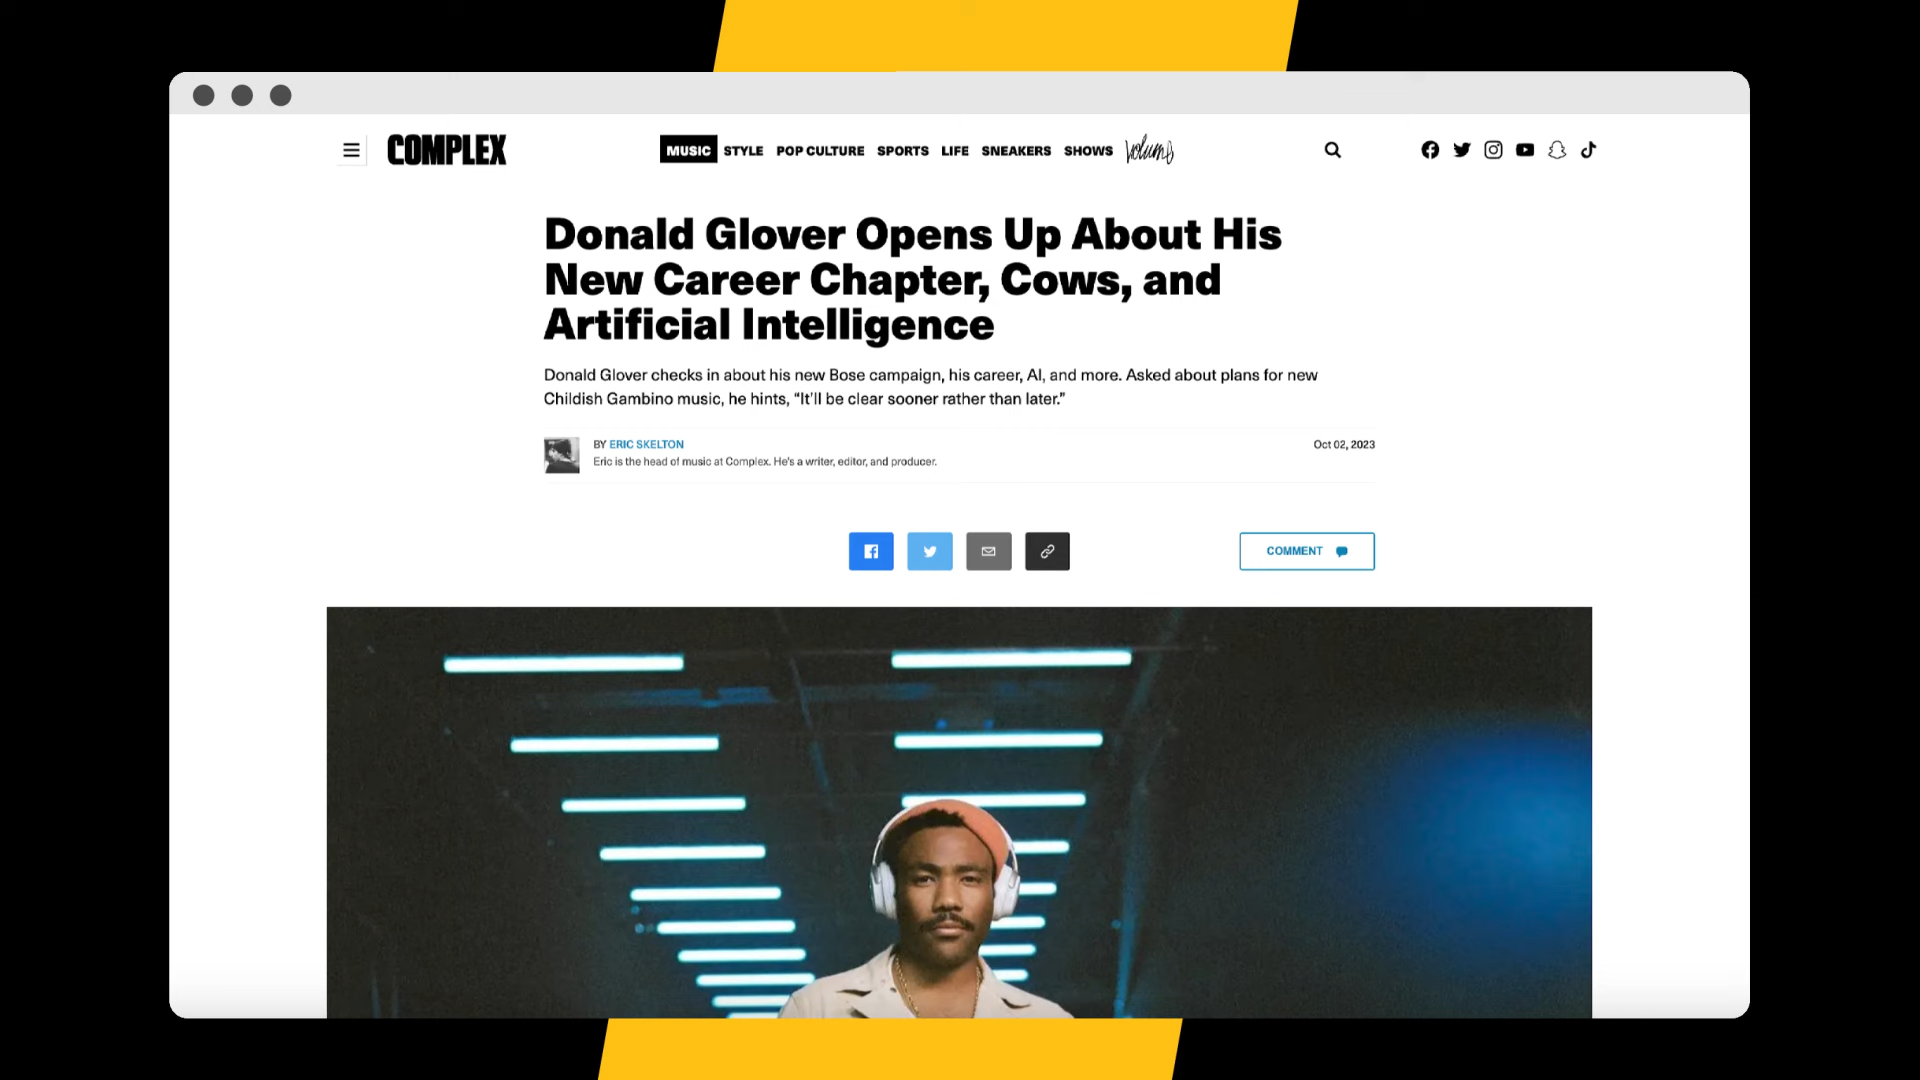 COMPLEX
MUSIC STYLE POP CULTURE SPORTS LIFE SNEAKERS SHOWS Volume
Donald Glover Opens Up About His
New Career Chapter, Cows, and
Artificial Intelligence
Donald Glover checks in about his new Bose campaign, his career, AI, and more. Asked about plans for new
Childish Gambino music, he hints, “It’ll be clear sooner rather than later.”
BY ERIC SKELTON
Oct 02, 2023
Eric is the head of music at Complex. He's a writer, editor, and producer.
COMMENT